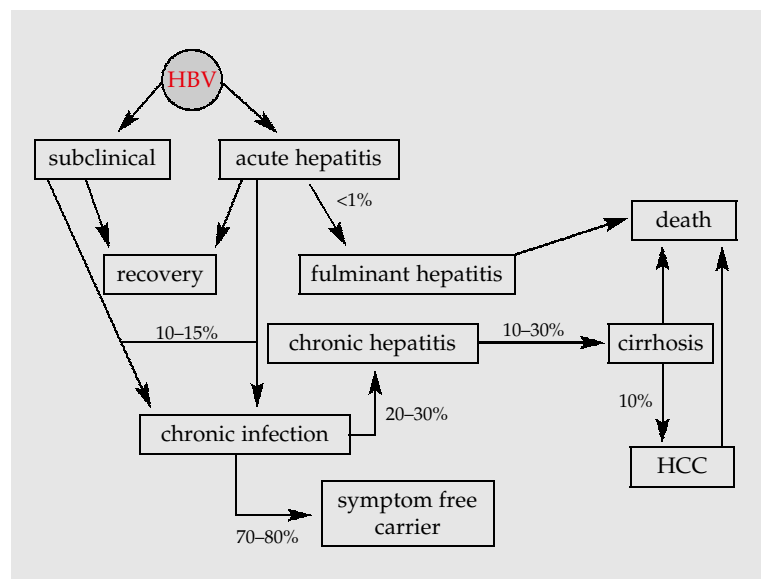 HBV
subclinical
acute hepatitis
<1%
death
recovery
fulminant hepatitis
10–15%
chronic hepatitis
10–30%
cirrhosis
20–30%
10%
chronic infection
HCC
symptom free
carrier
70–80%